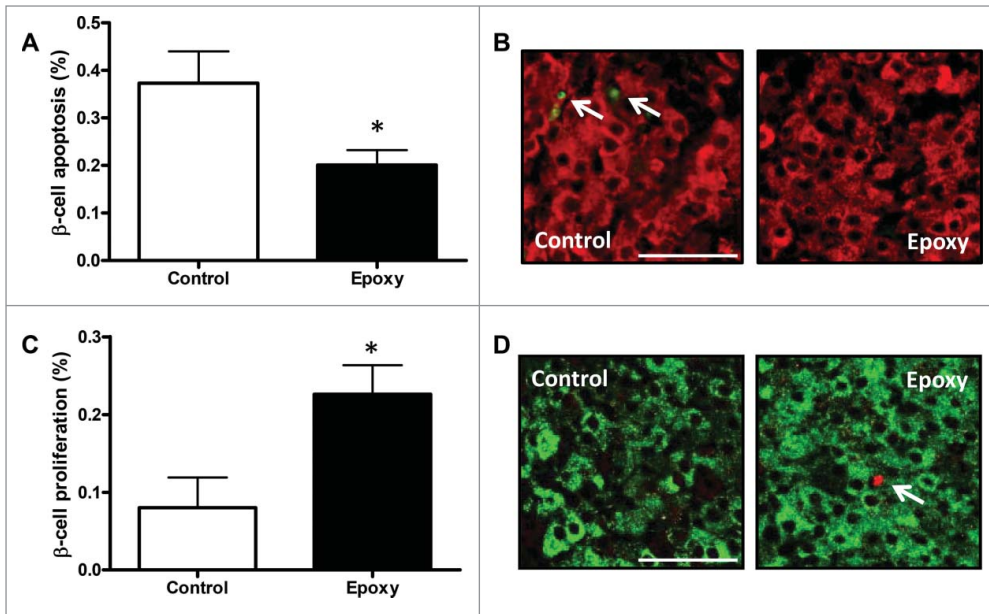 A
β-cell apoptosis (%)
0.5
0.4
0.3
0.2
0.1
0.0
*
Control
Epoxy
B
Control
Epoxy
C
β-cell proliferation (%)
0.3
0.2
0.1
0.0
*
Control
Epoxy
D
Control
Epoxy